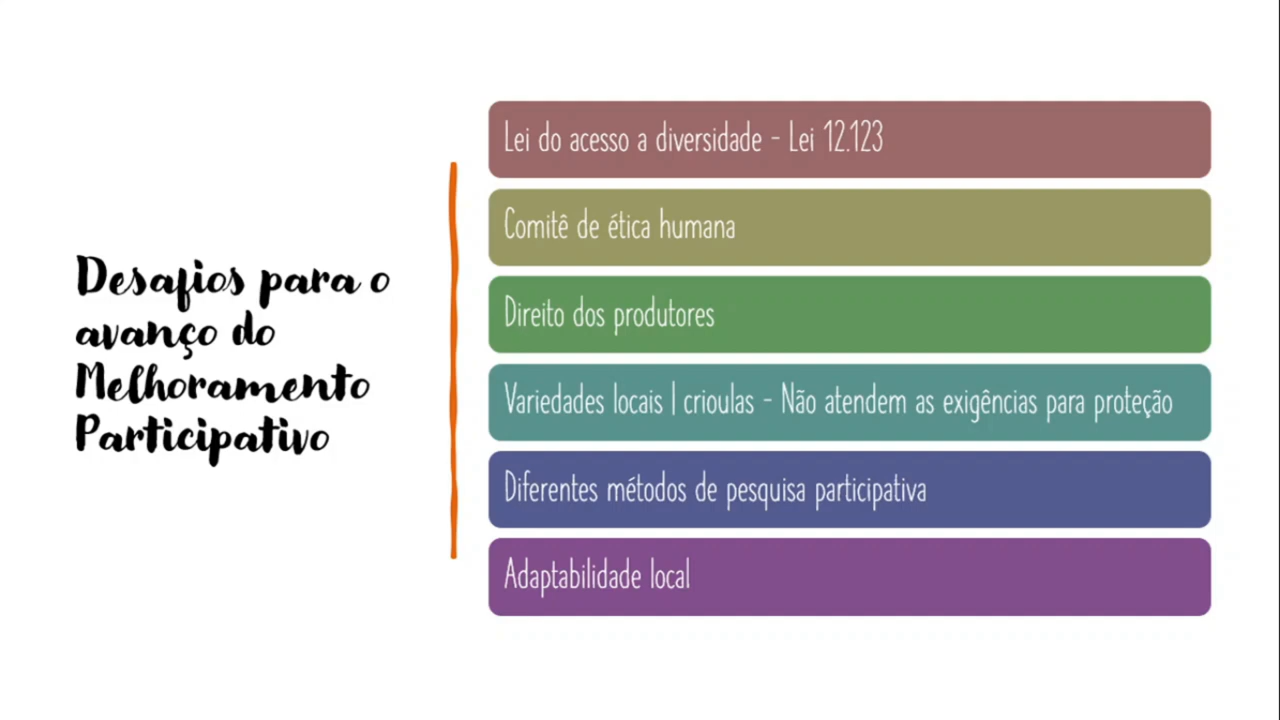 Desafios para o
avanço do
Melhoramento
Participativo
Lei do acesso a diversidade - Lei 12.123
Comitê de ética humana
Direito dos produtores
Variedades locais | crioulas - Não atendem as exigências para proteção
Diferentes métodos de pesquisa participativa
Adaptabilidade local